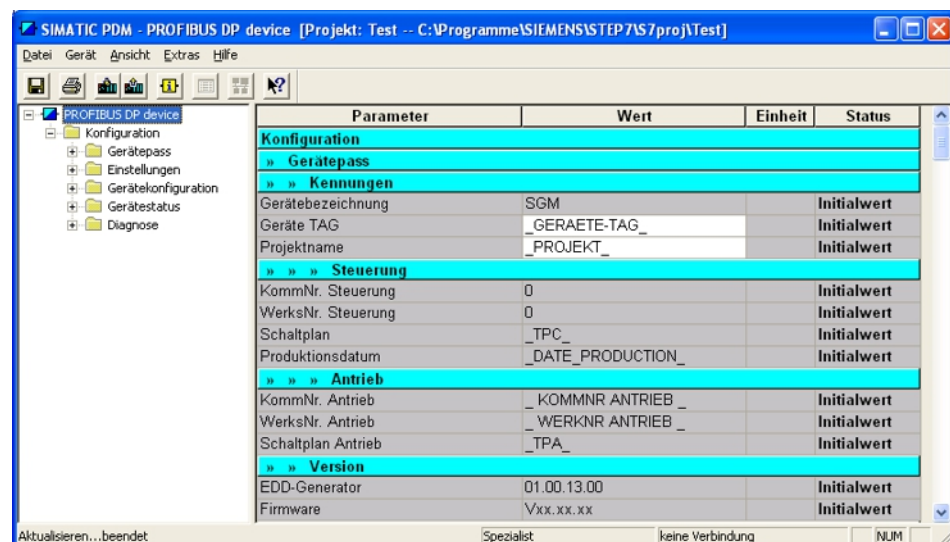 SIMATIC PDM - PROFIBUS DP device [Projekt: Test -- C:\Programme\SIEMENS\STEP7\S7proj\Test]
Datei Gerät Ansicht Extras Hilfe
PROFIBUS DP device
Konfiguration
Gerätepass
Einstellungen
Gerätekonfiguration
Gerätestatus
Diagnose
Parameter Wert Einheit Status
Konfiguration
» Gerätepass
» » Kennungen
Gerätebezeichnung SGM Initialwert
Geräte TAG _GERAETE-TAG_ Initialwert
Projektname _PROJEKT_ Initialwert
» » » Steuerung
KommNr. Steuerung 0 Initialwert
WerksNr. Steuerung 0 Initialwert
Schaltplan _TPC_ Initialwert
Produktionsdatum _DATE_PRODUCTION_ Initialwert
» » » Antrieb
KommNr. Antrieb _ KOMMNR ANTRIEB _ Initialwert
WerksNr. Antrieb _ WERKNR ANTRIEB _ Initialwert
Schaltplan Antrieb _TPA_ Initialwert
» » Version
EDD-Generator 01.00.13.00 Initialwert
Firmware Vxx.xx.xx Initialwert
Aktualisieren...beendet Spezialist keine Verbindung NUM